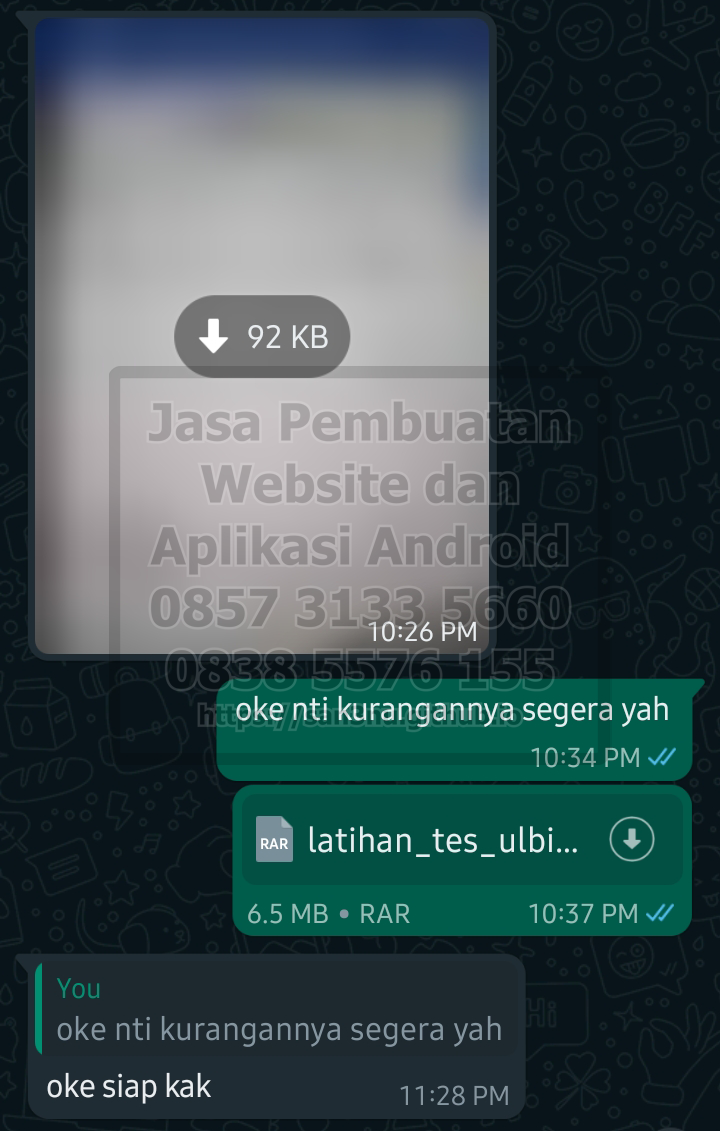 92 KB
Jasa Pembuatan
Website dan
Aplikasi Android
0857 3133 5660
10:26 PM
0838 5576 155
oke nti kurangannya segera yah
10:34 PM
RAR
latihan_tes_ulbi...
6.5 MB • RAR
10:37 PM
You
oke nti kurangannya segera yah
oke siap kak
11:28 PM